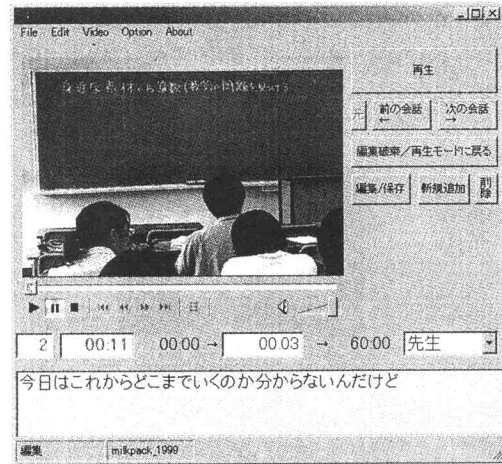 File Edit Video Option About
再生
元 前の会話 ← 次の会話 →
編集破棄/再生モードに戻る
編集/保存 新規追加 削除
2 00:11 00:00 → 00:03 → 60:00 先生
今日はこれからどこまでいくのか分からないんだけど
編集 milkpack_1999